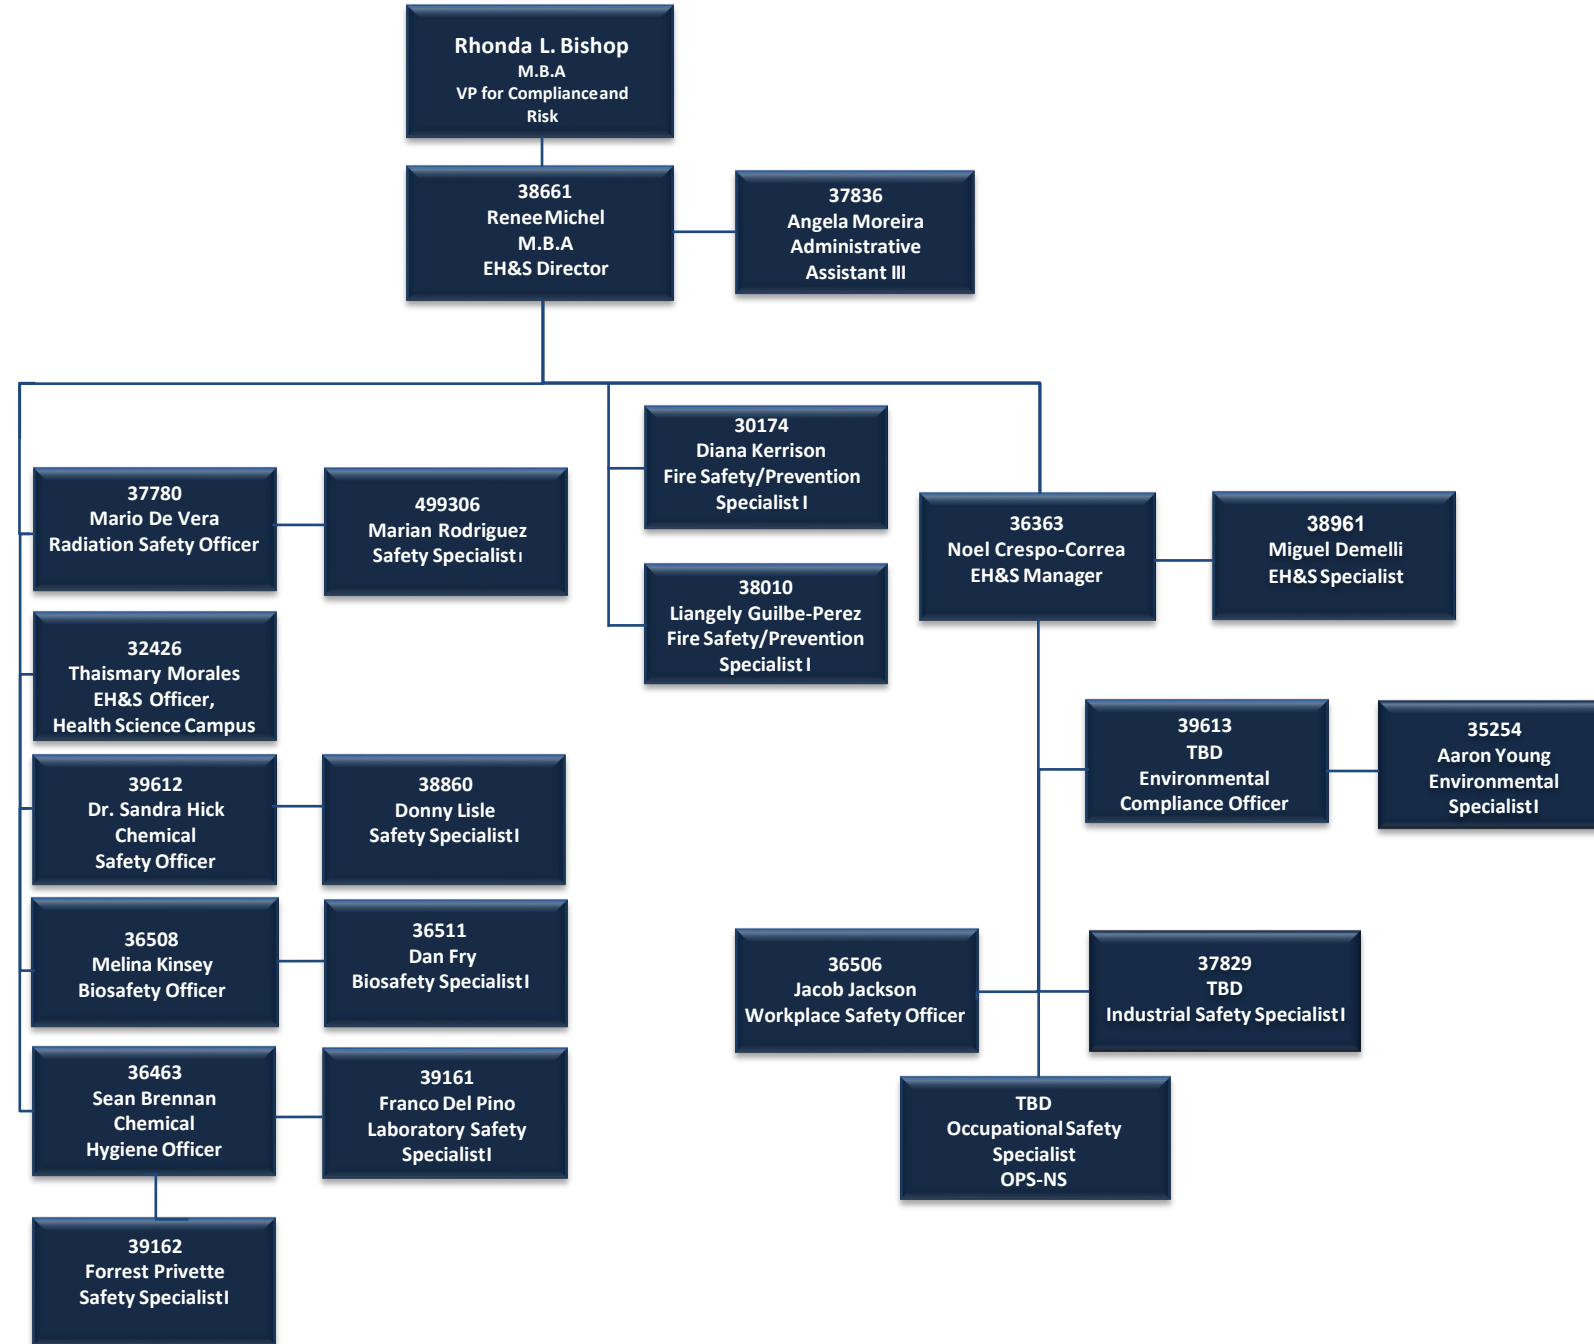 Rhonda L. Bishop
M.B.A
VP for Compliance and
Risk
38661
Renee Michel
M.B.A
EH&S Director
37836
Angela Moreira
Administrative
Assistant III
30174
Diana Kerrison
Fire Safety/Prevention
Specialist I
38010
Liangely Guilbe-Perez
Fire Safety/Prevention
Specialist I
37780
Mario De Vera
Radiation Safety Officer
499306
Marian Rodriguez
Safety Specialist I
36363
Noel Crespo-Correa
EH&S Manager
38961
Miguel Demelli
EH&S Specialist
32426
Thaismary Morales
EH&S Officer,
Health Science Campus
39612
Dr. Sandra Hick
Chemical
Safety Officer
38860
Donny Lisle
Safety Specialist I
39613
TBD
Environmental
Compliance Officer
35254
Aaron Young
Environmental
Specialist I
36508
Melina Kinsey
Biosafety Officer
36511
Dan Fry
Biosafety Specialist I
36506
Jacob Jackson
Workplace Safety Officer
37829
TBD
Industrial Safety Specialist I
36463
Sean Brennan
Chemical
Hygiene Officer
39161
Franco Del Pino
Laboratory Safety
Specialist I
TBD
Occupational Safety
Specialist
OPS-NS
39162
Forrest Privette
Safety Specialist I